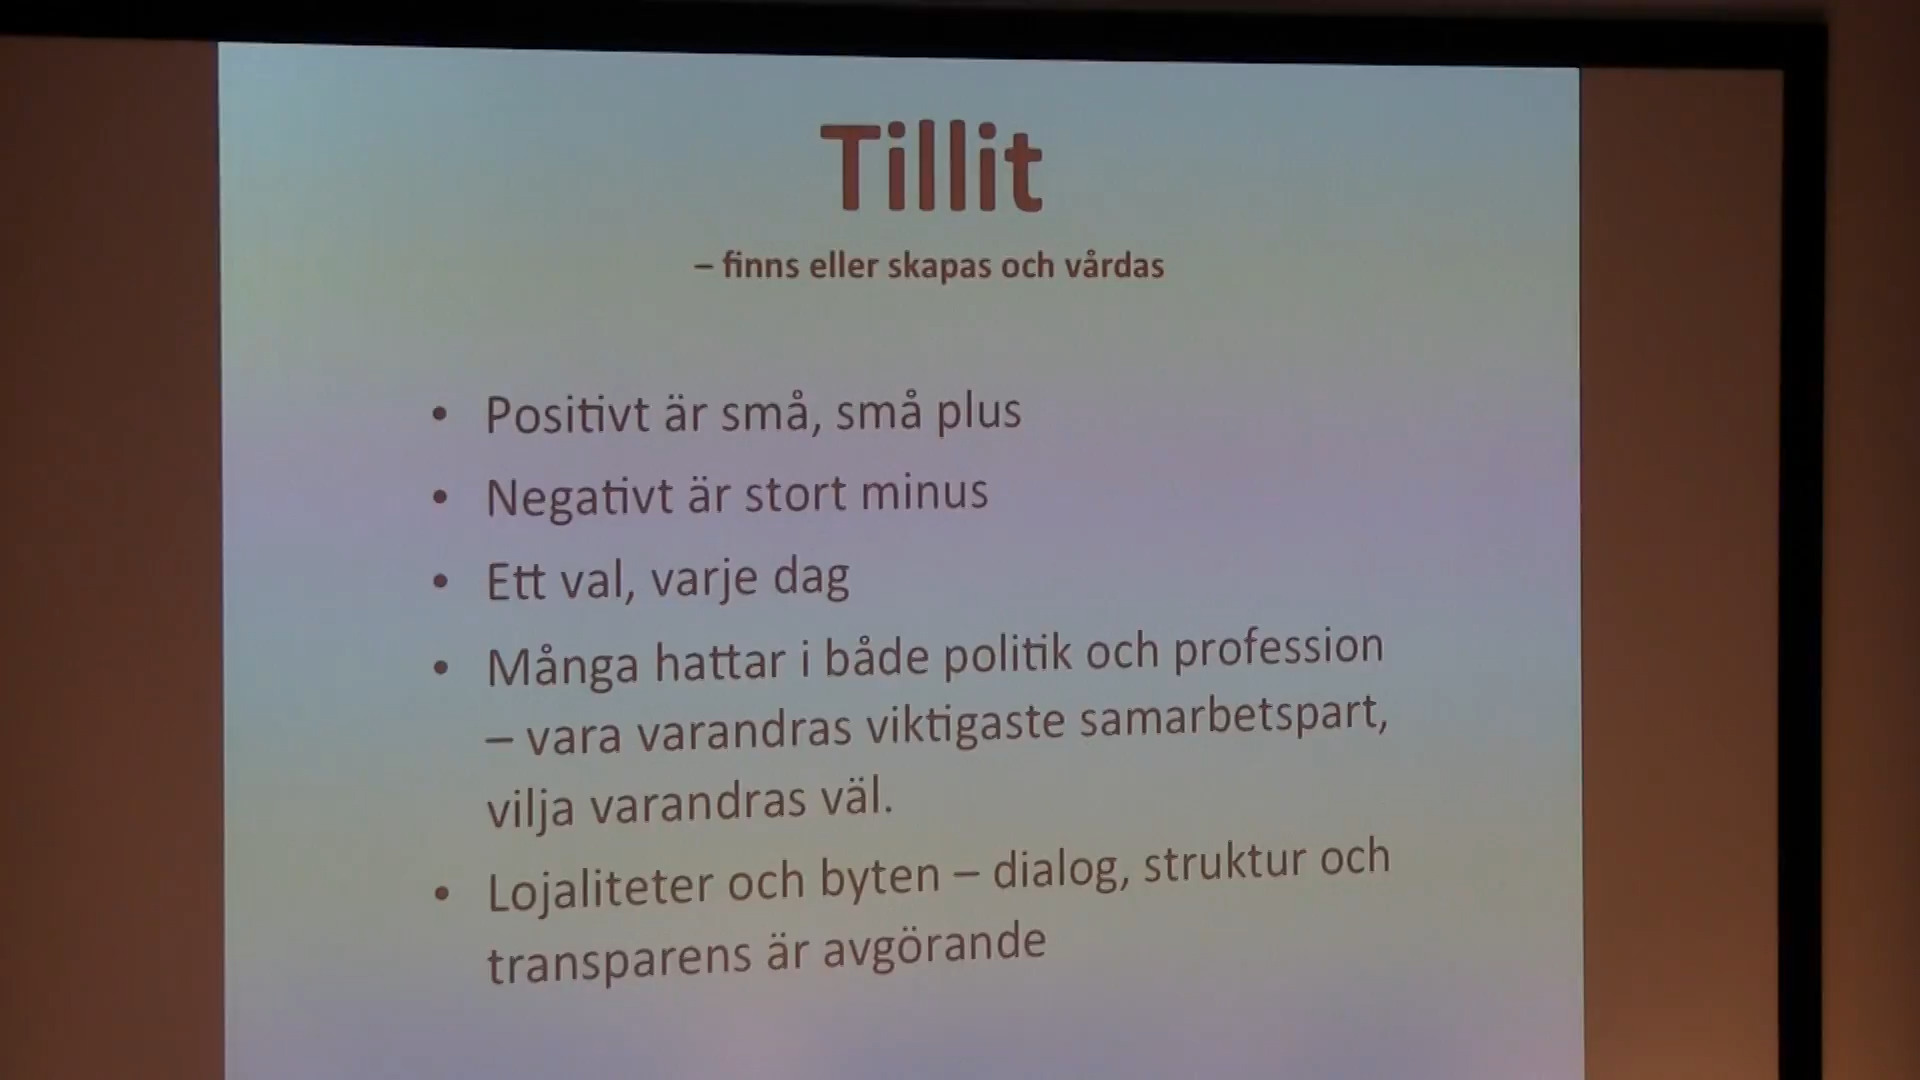 Tillit
– finns eller skapas och vårdas
• Positivt är små, små plus
• Negativt är stort minus
• Ett val, varje dag
• Många hattar i både politik och profession
– vara varandras viktigaste samarbetspart,
vilja varandras väl.
• Lojaliteter och byten – dialog, struktur och
transparens är avgörande